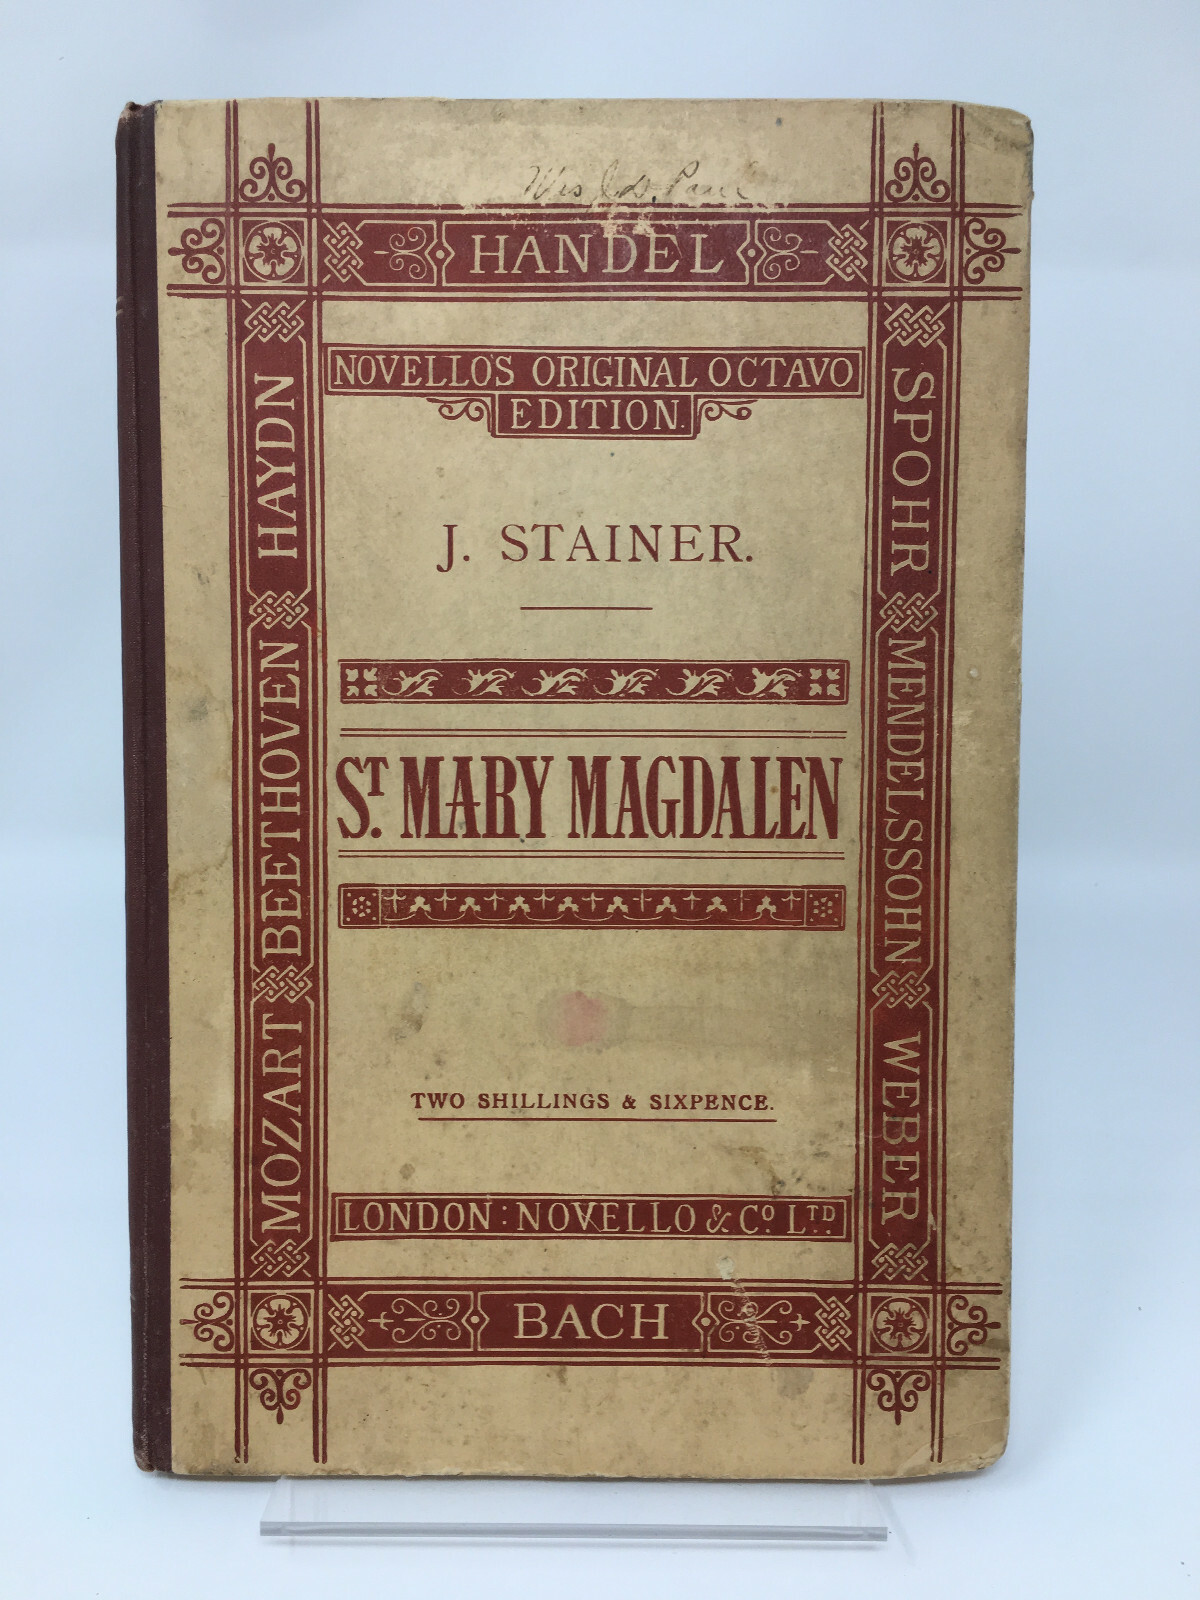 HANDEL
NOVELLO'S ORIGINAL OCTAVO
EDITION.
HAYDN
BEETHOVEN
MOZART
SPOHR
MENDELSSOHN
WEBER
J. STAINER.
ST. MARY MAGDALEN
TWO SHILLINGS & SIXPENCE.
LONDON: NOVELLO & CO. LTD.
BACH